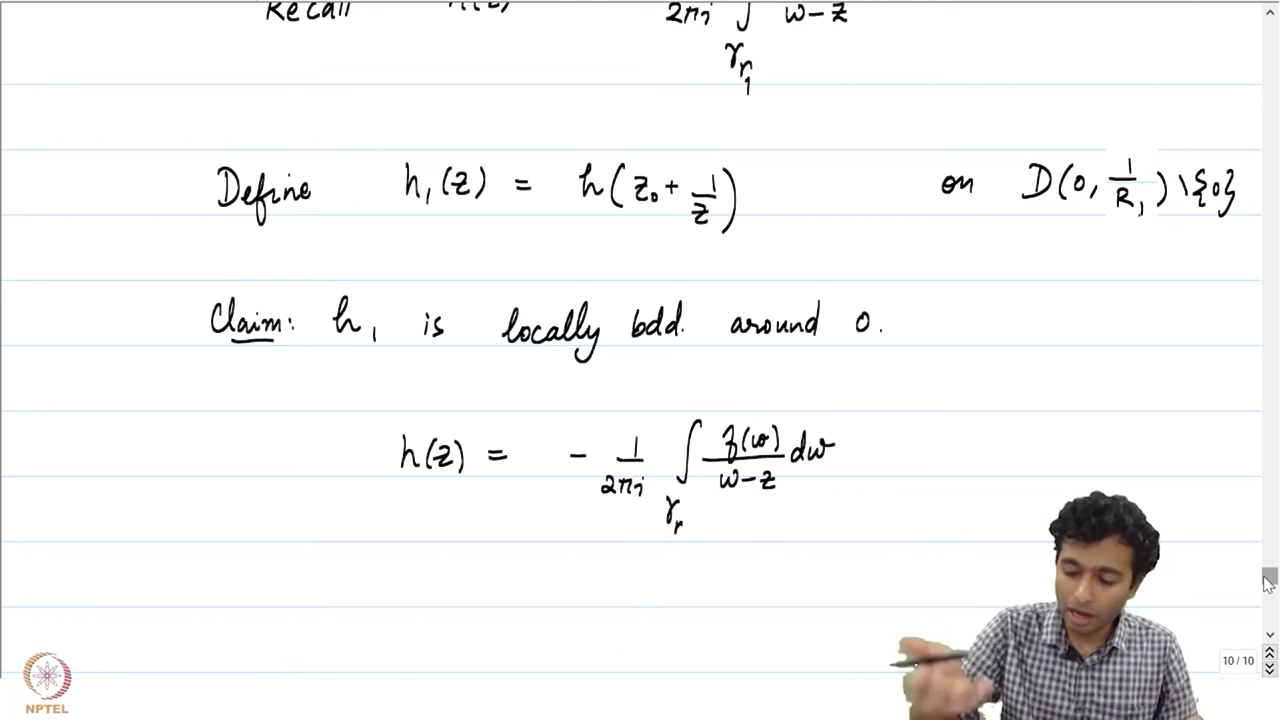 Recall h(z) 2πi ∫ w-z
γ_{r_1}
Define h_1(z) = h(z_0 + 1/z) on D(0, 1/R_1)\{0}
Claim: h_1 is locally bdd. around 0.
h(z) = - 1/2πi ∫_{γ_r} f(w)/w-z dw
10 / 10
NPTEL